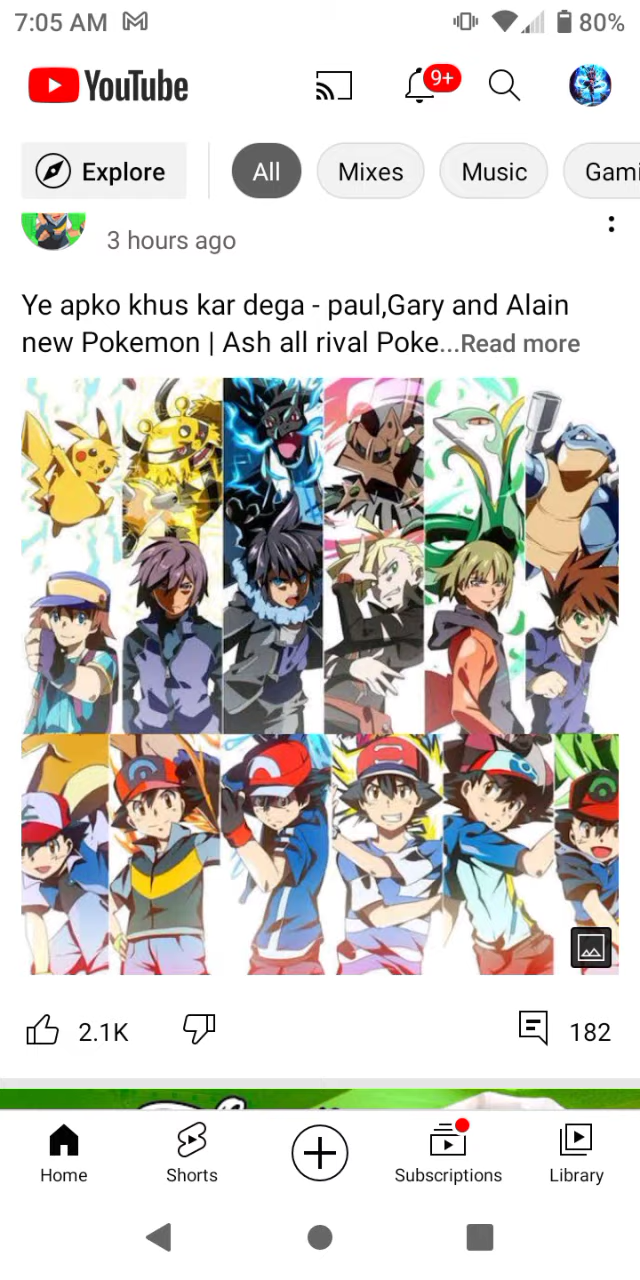 7:05 AM 80%
YouTube 9+
Explore All Mixes Music Gami
3 hours ago
Ye apko khus kar dega - paul,Gary and Alain
new Pokemon | Ash all rival Poke...Read more
2.1K 182
Home Shorts Subscriptions Library